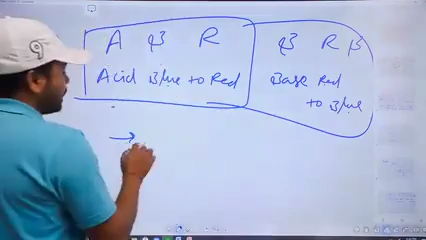 A B R
Acid Blue to Red
B R B
Base Red
to Blue